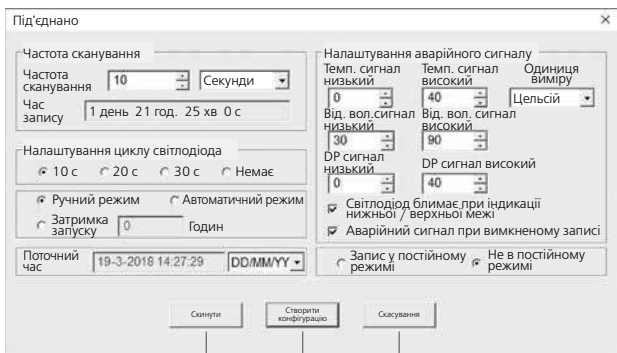 Під'єднано
Частота сканування
Частота сканування
10
Секунди
Час запису
1 день 21 год. 25 хв 0 с
Налаштування циклу світлодіода
10 с
20 с
30 с
Немає
Ручний режим
Автоматичний режим
Затримка запуску
0
Годин
Поточний час
19-3-2018 14:27:29
DD/MM/YY
Налаштування аварійного сигналу
Темп. сигнал низький
Темп. сигнал високий
Одиниця виміру
0
40
Цельсій
Від. вол.сигнал низький
Від. вол. сигнал високий
30
90
DP сигнал низький
DP сигнал високий
0
40
Світлодіод блимає при індикації нижньої / верхньої межі
Аварійний сигнал при вимкненому записі
Запис у постійному режимі
Не в постійному режимі
Скинути
Створити конфігурацію
Скасування